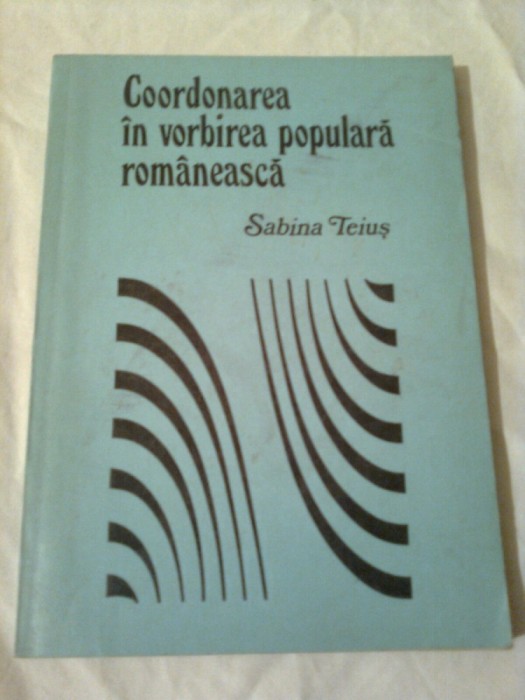 Coordonarea
în vorbirea populară
românească
Sabina Teiuş